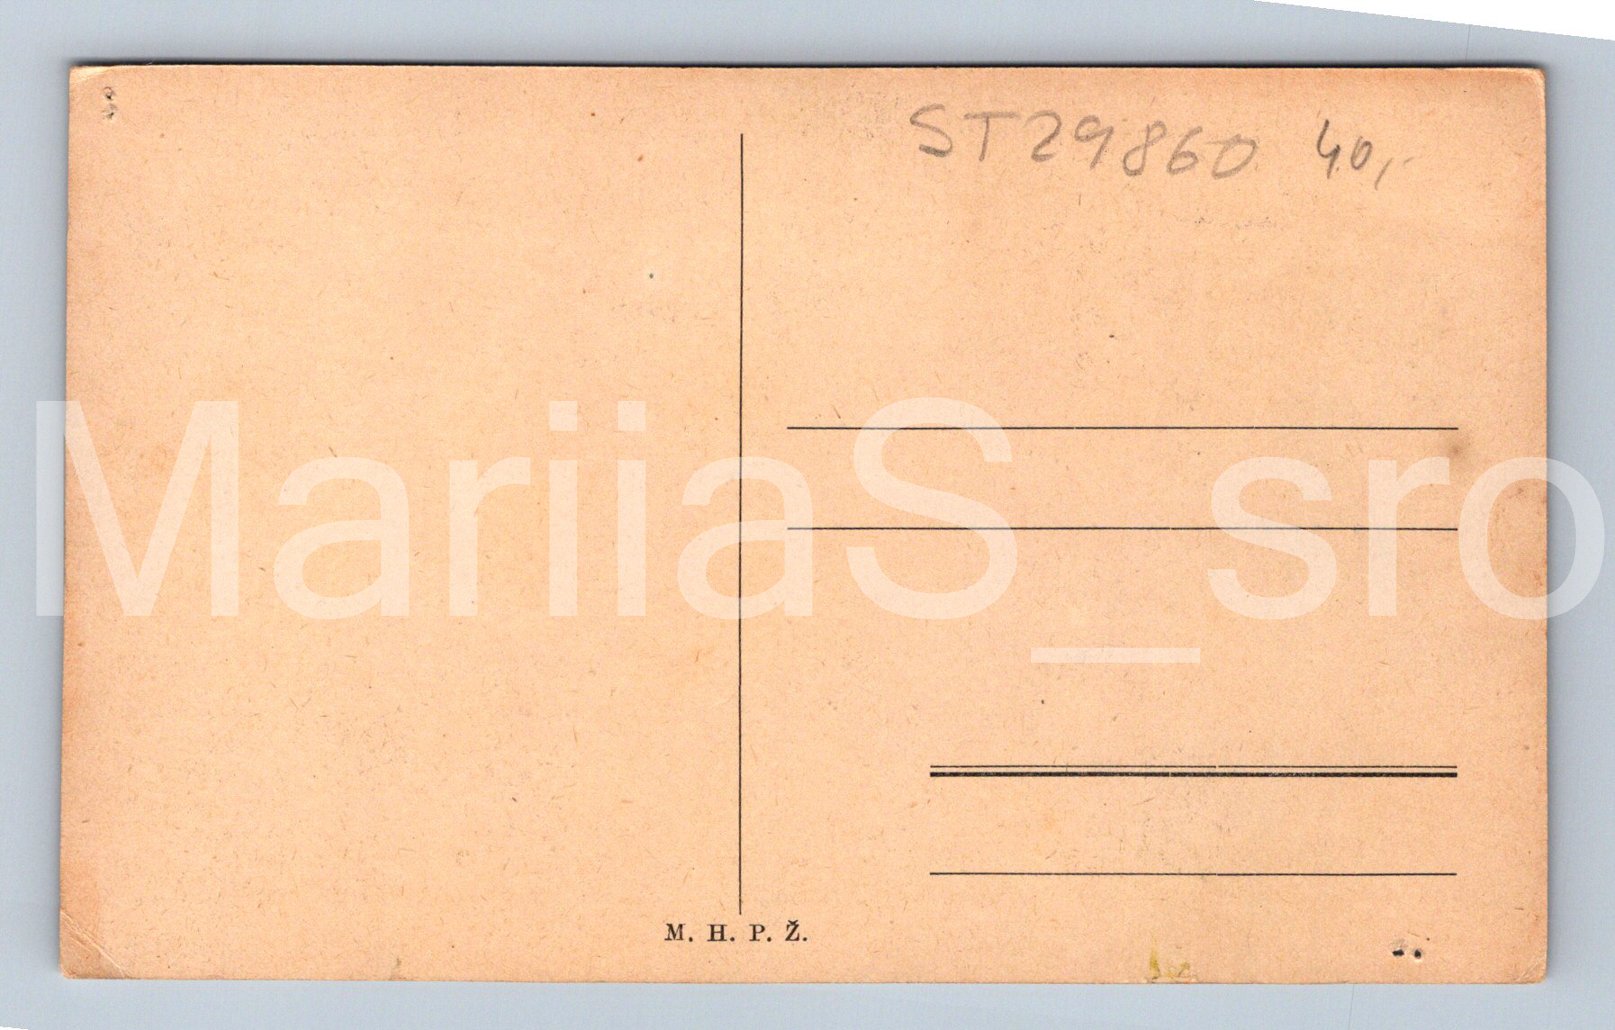 ST29860 40,-
MariiaS_sro
M. H. P. Ž.